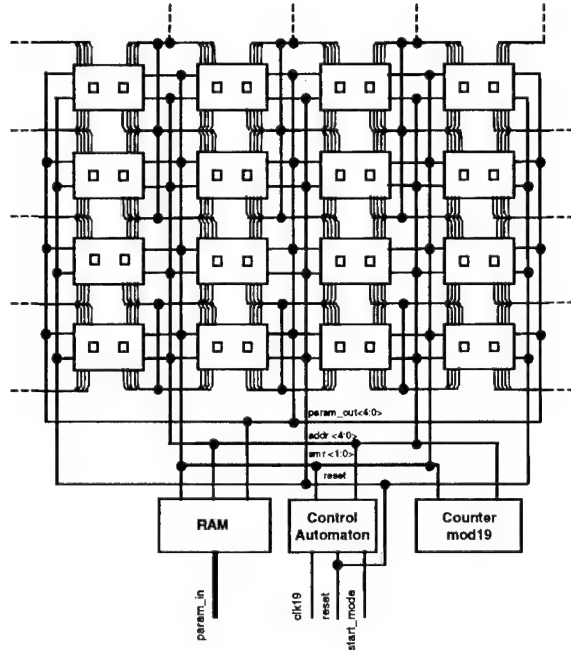 param_out<4:0>
addr <4:0>
smr <1:0>
reset
RAM
Control
Automaton
Counter
mod19
param_in
clk19
reset
start_mode